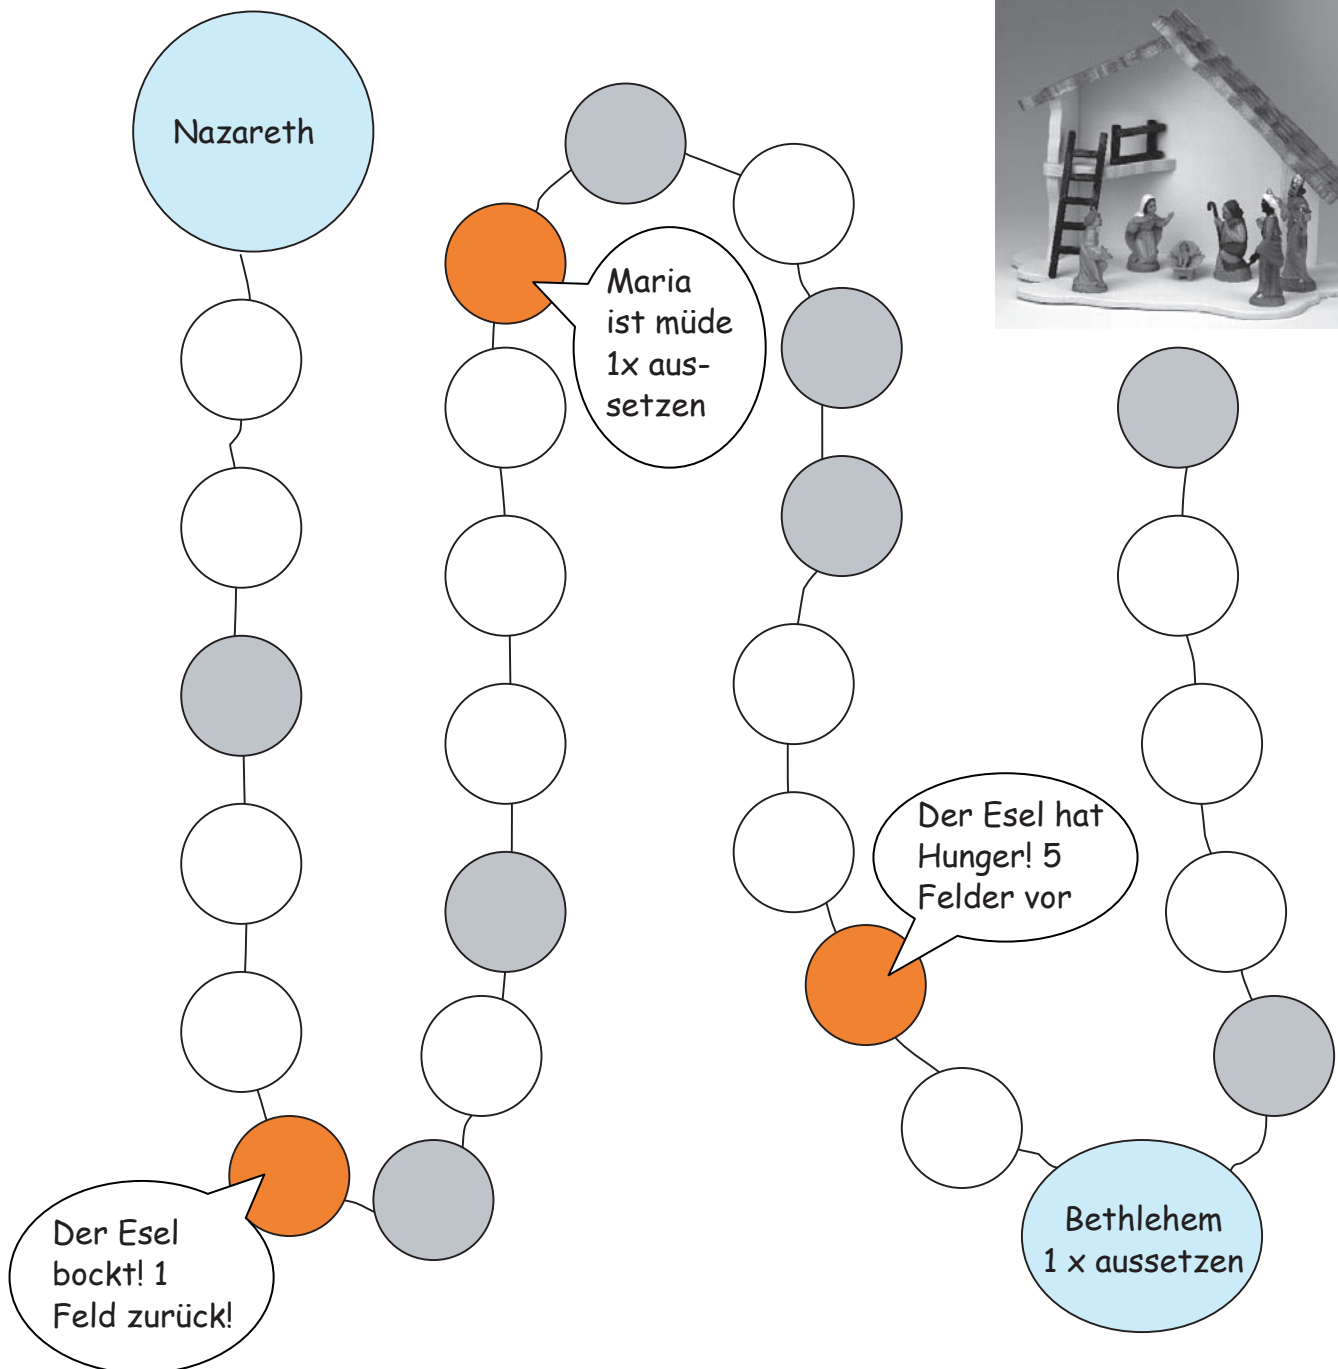 Nazareth
Maria
ist müde
1x aus-
setzen
Der Esel hat
Hunger! 5
Felder vor
Der Esel
bockt! 1
Feld zurück!
Bethlehem
1 x aussetzen